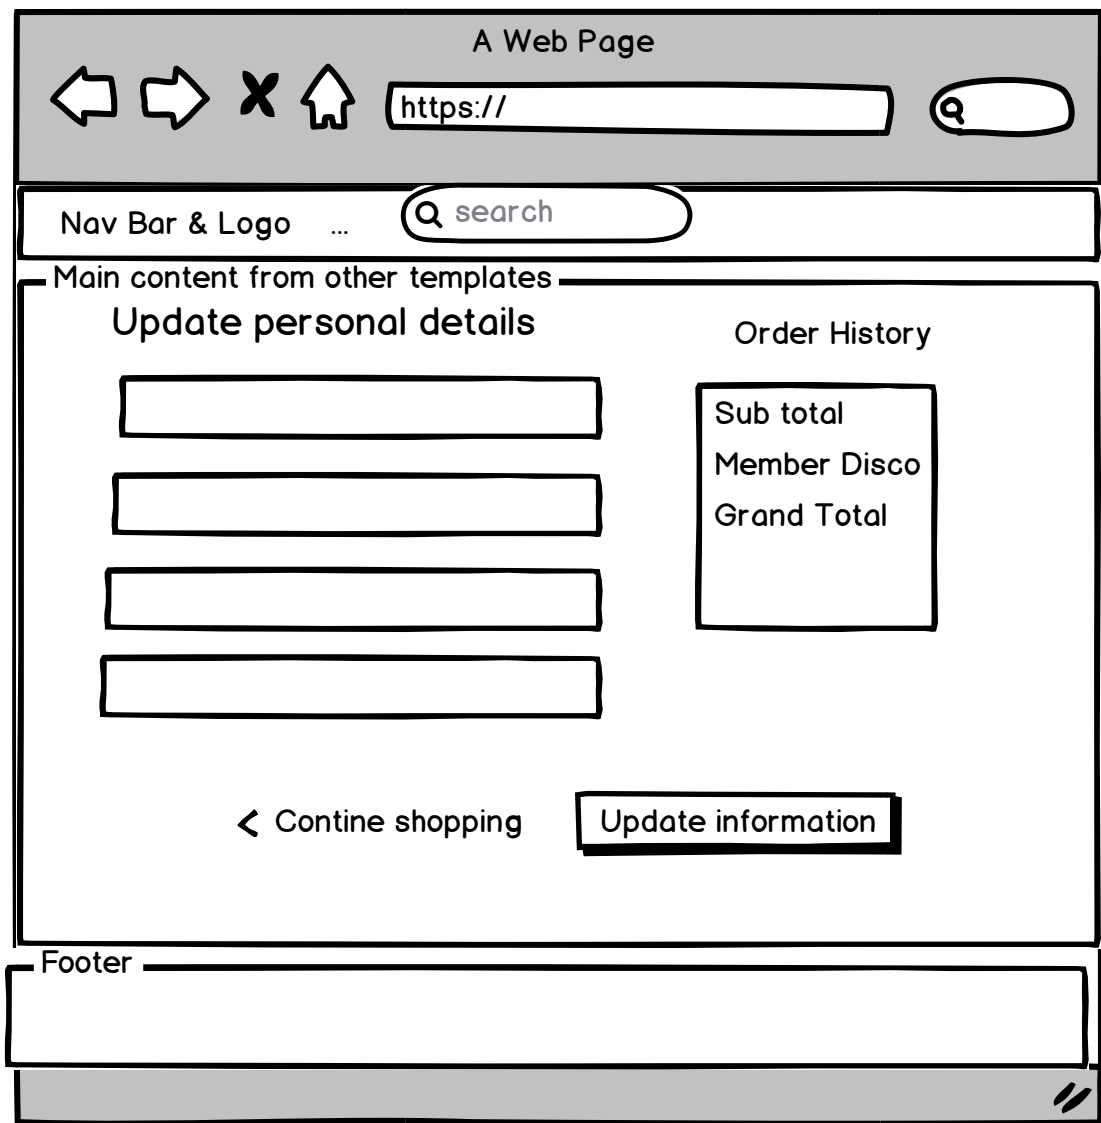 A Web Page
https://
Nav Bar & Logo ...
search
Main content from other templates
Update personal details
Order History
Sub total
Member Disco
Grand Total
Contine shopping
Update information
Footer